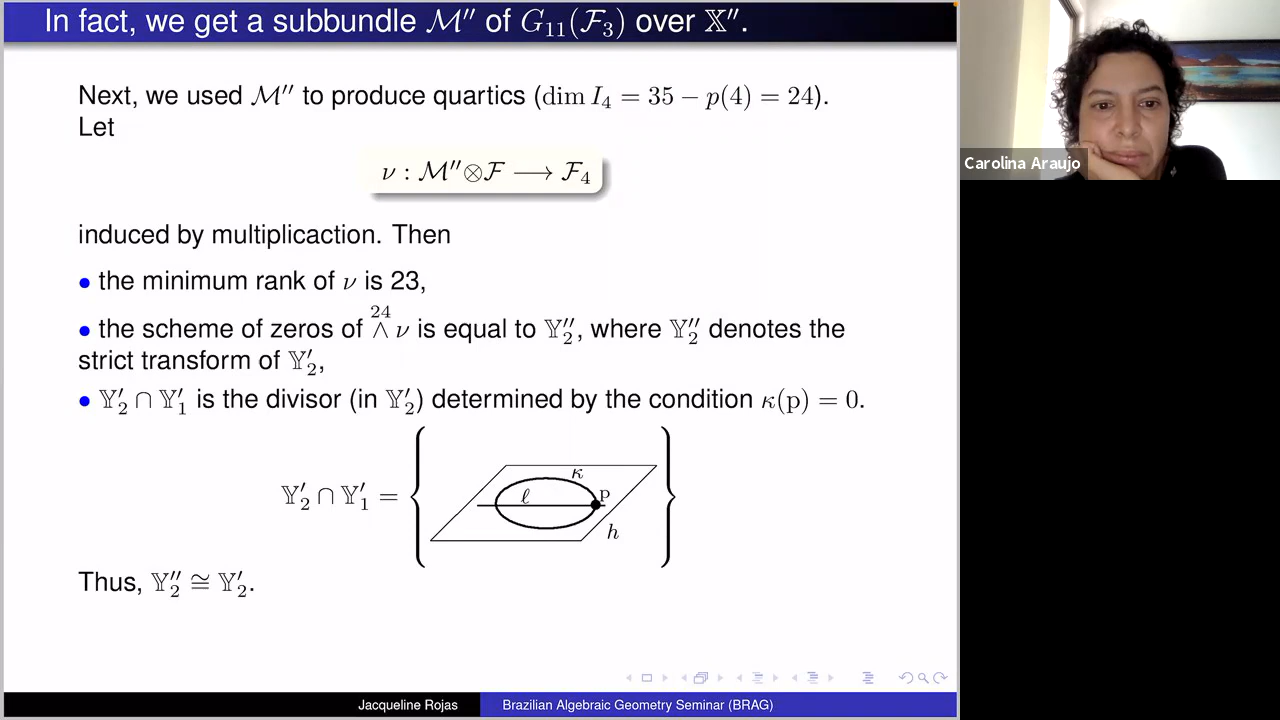 In fact, we get a subbundle ℳ″ of G₁₁(ℱ₃) over 𝕏″.
Next, we used ℳ″ to produce quartics (dim I₄ = 35 − p(4) = 24).
Let
ν : ℳ″⊗ℱ ⟶ ℱ₄
induced by multiplicaction. Then
• the minimum rank of ν is 23,
• the scheme of zeros of ∧²⁴ ν is equal to 𝕐″₂, where 𝕐″₂ denotes the
strict transform of 𝕐′₂,
• 𝕐′₂ ∩ 𝕐′₁ is the divisor (in 𝕐′₂) determined by the condition κ(p) = 0.
𝕐′₂ ∩ 𝕐′₁ = { κ ℓ p h }
Thus, 𝕐″₂ ≅ 𝕐′₂.
Jacqueline Rojas Brazilian Algebraic Geometry Seminar (BRAG)
Carolina Araujo